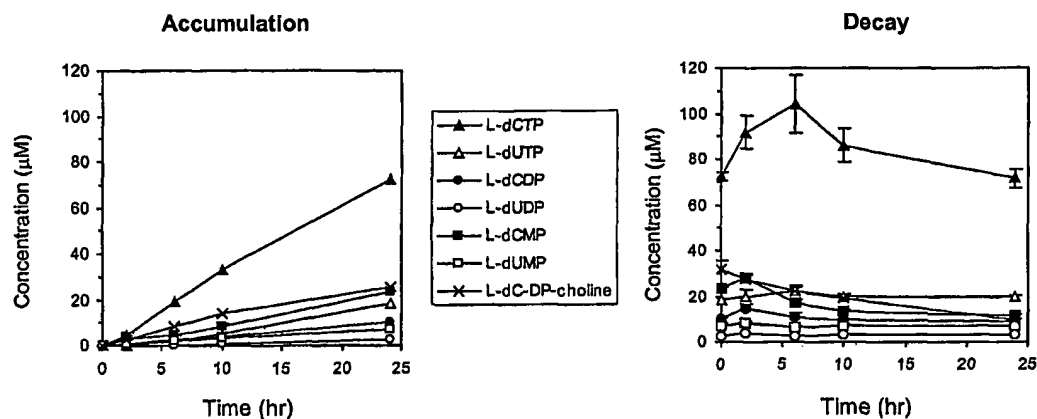 Accumulation
Concentration (μM)
120
100
80
60
40
20
0
0 5 10 15 20 25
Time (hr)
L-dCTP
L-dUTP
L-dCDP
L-dUDP
L-dCMP
L-dUMP
L-dC-DP-choline
Decay
Concentration (μM)
120
100
80
60
40
20
0
0 5 10 15 20 25
Time (hr)